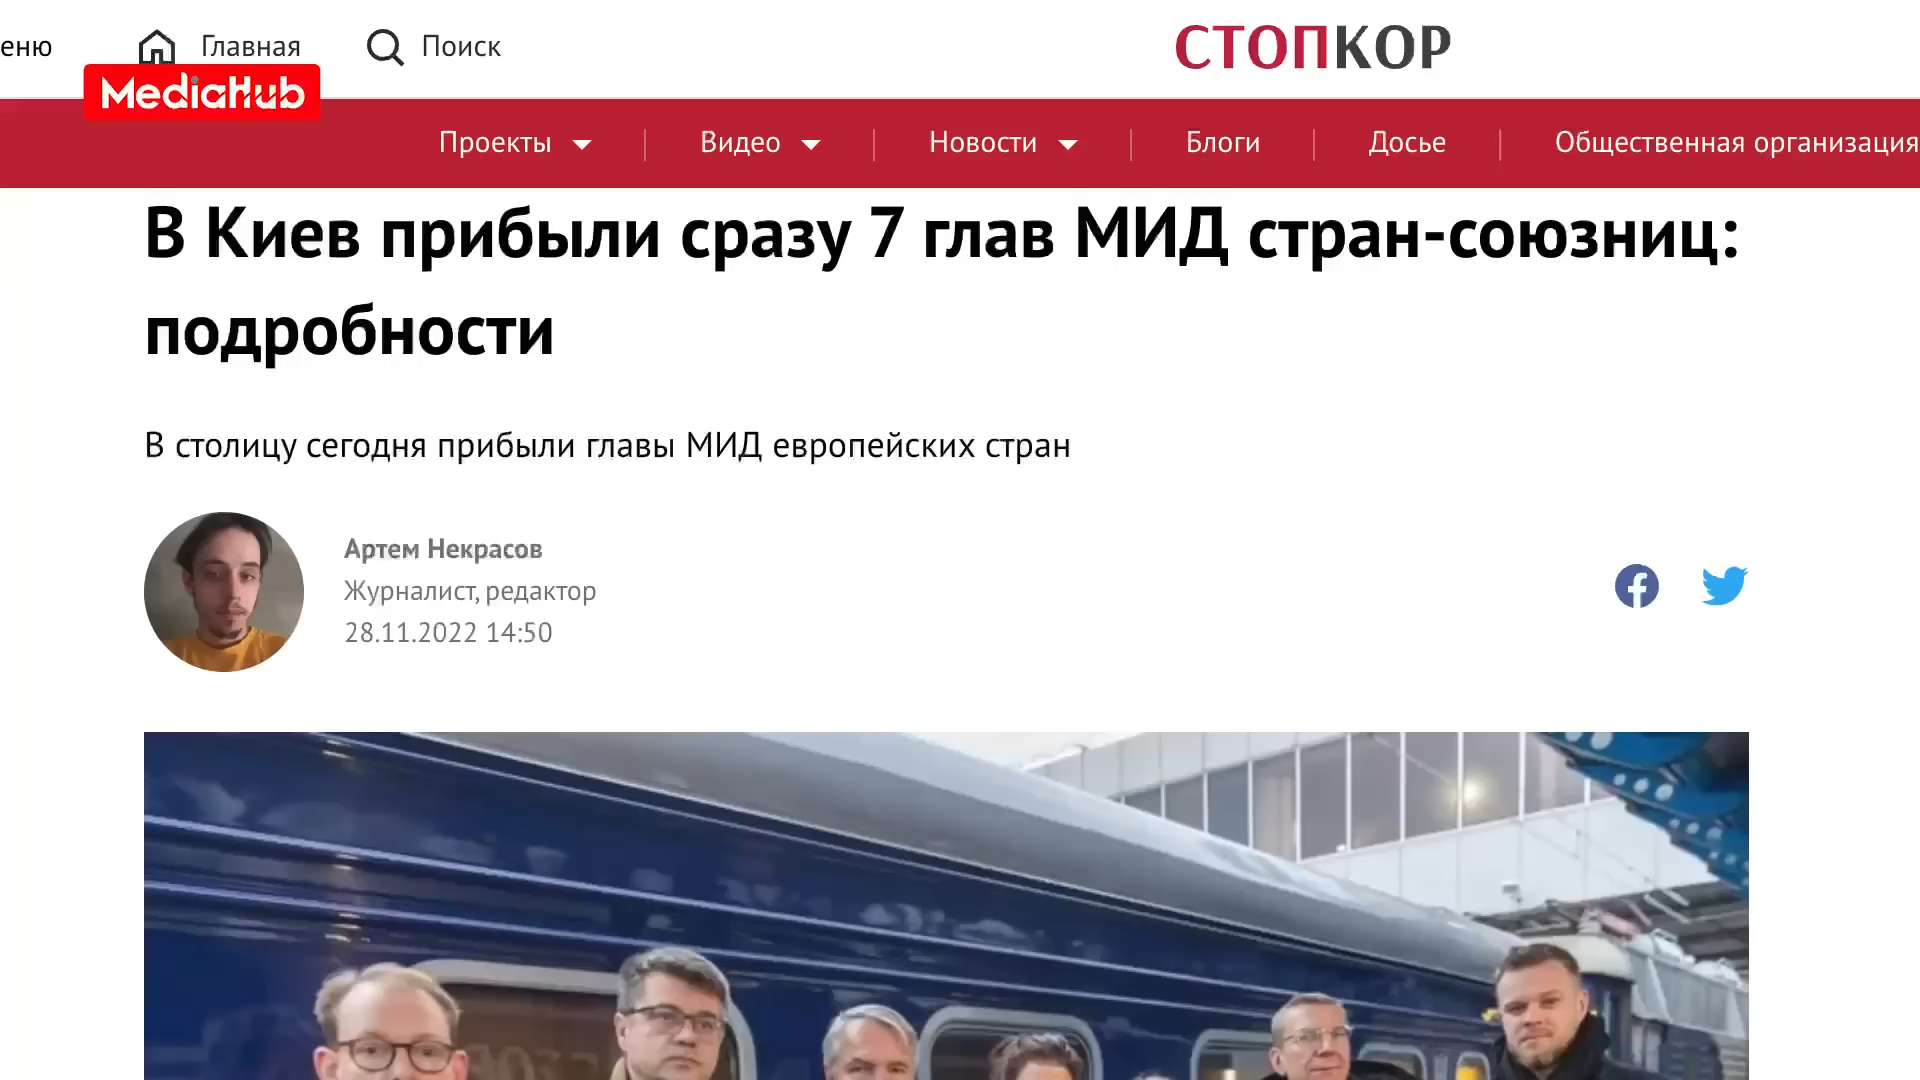 еню
Главная
Поиск
СТОПКОР
MediaHub
Проекты
Видео
Новости
Блоги
Досье
Общественная организация
В Киев прибыли сразу 7 глав МИД стран-союзниц:
подробности
В столицу сегодня прибыли главы МИД европейских стран
Артем Некрасов
Журналист, редактор
28.11.2022 14:50